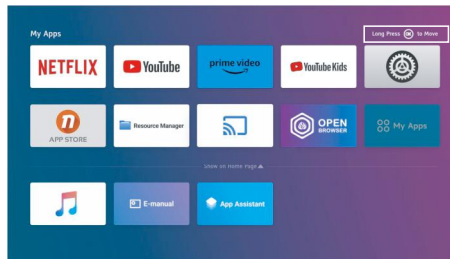 My Apps
Long Press OK to Move
NETFLIX
YouTube
prime video
YouTube Kids
APP STORE
Resource Manager
OPEN
BROWSER
My Apps
Show on Home Page
E-manual
App Assistant